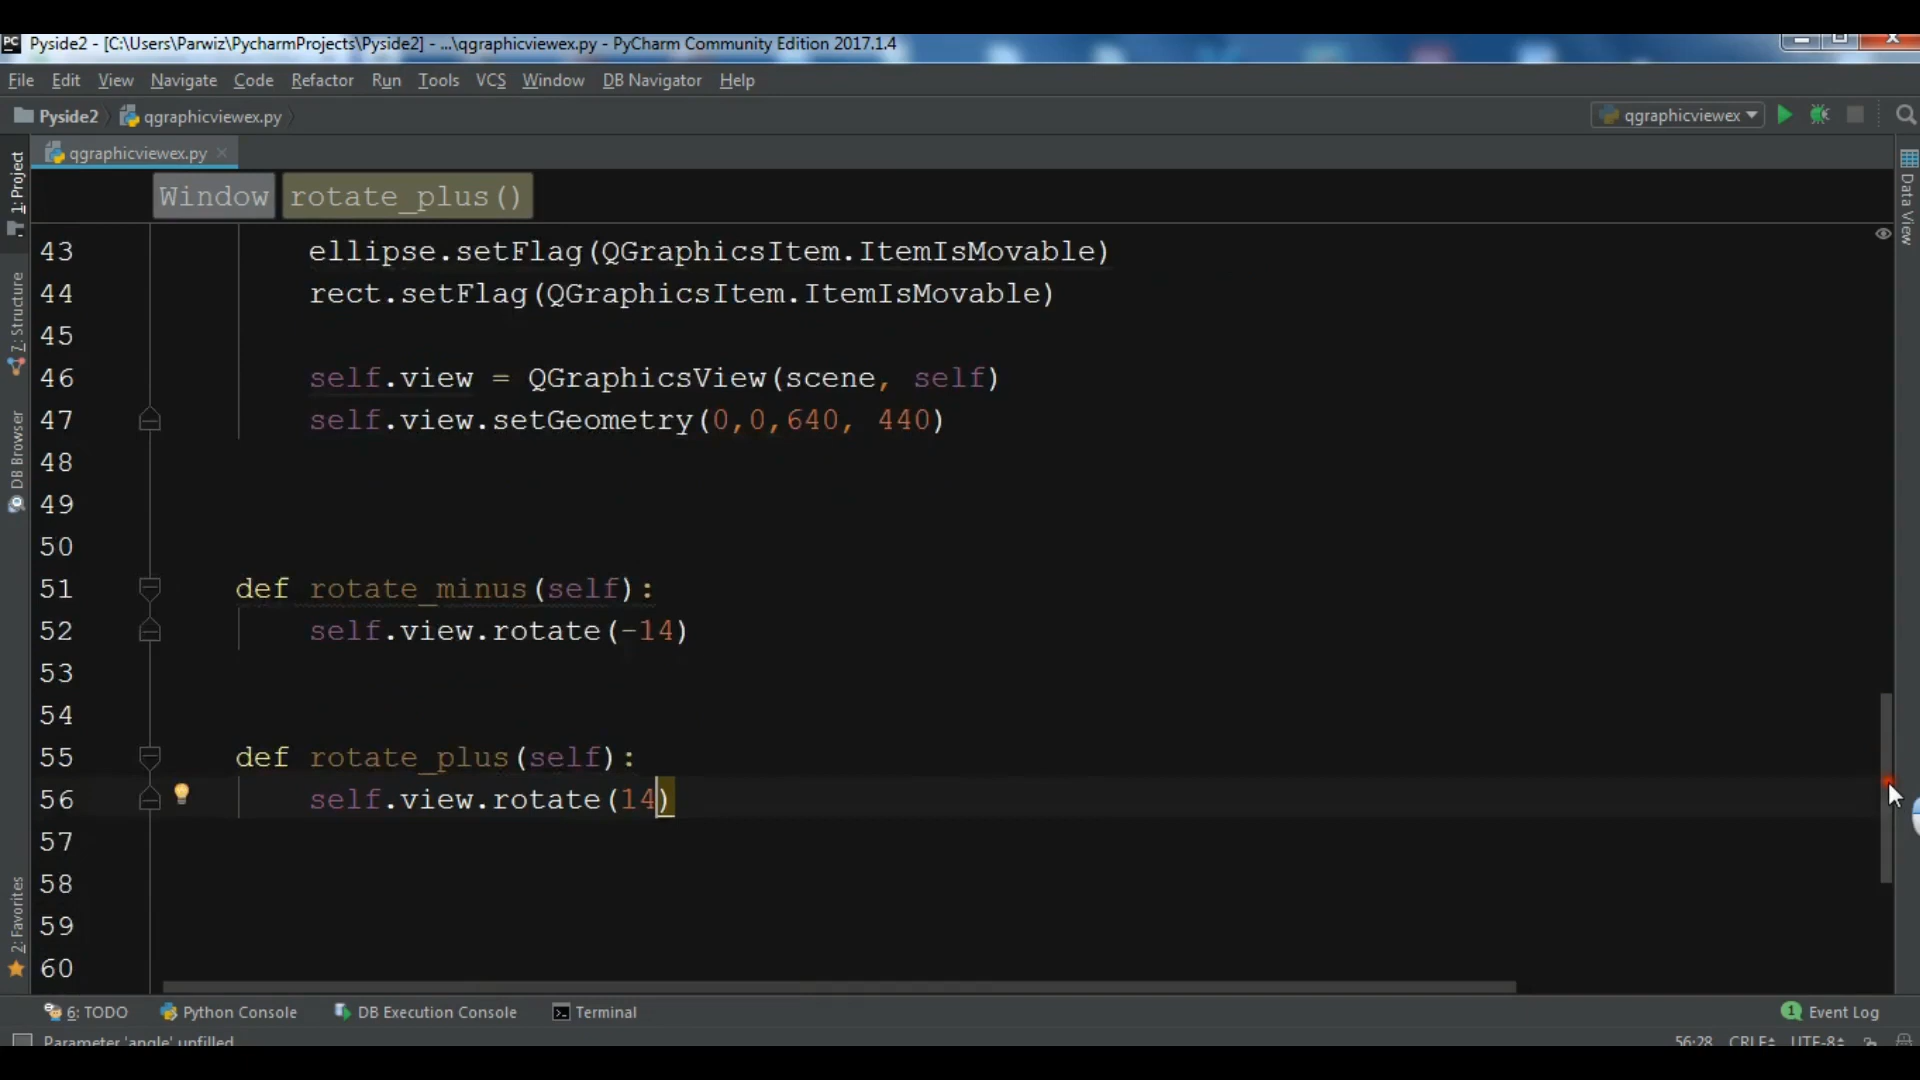 Pyside2 - [C:\Users\Parwiz\PycharmProjects\Pyside2] - ...\qgraphicviewex.py - PyCharm Community Edition 2017.1.4
File Edit View Navigate Code Refactor Run Tools VCS Window DB Navigator Help
Pyside2 qgraphicviewex.py qgraphicviewex
qgraphicviewex.py
Window rotate_plus()
1: Project
7: Structure
DB Browser
2: Favorites
Data View
43 ellipse.setFlag(QGraphicsItem.ItemIsMovable)
44 rect.setFlag(QGraphicsItem.ItemIsMovable)
45
46 self.view = QGraphicsView(scene, self)
47 self.view.setGeometry(0,0,640, 440)
48
49
50
51 def rotate_minus(self):
52 self.view.rotate(-14)
53
54
55 def rotate_plus(self):
56 self.view.rotate(14)
57
58
59
60
6: TODO Python Console DB Execution Console Terminal 1 Event Log
Parameter 'angle' unfilled 56:28 CRLF UTF-8